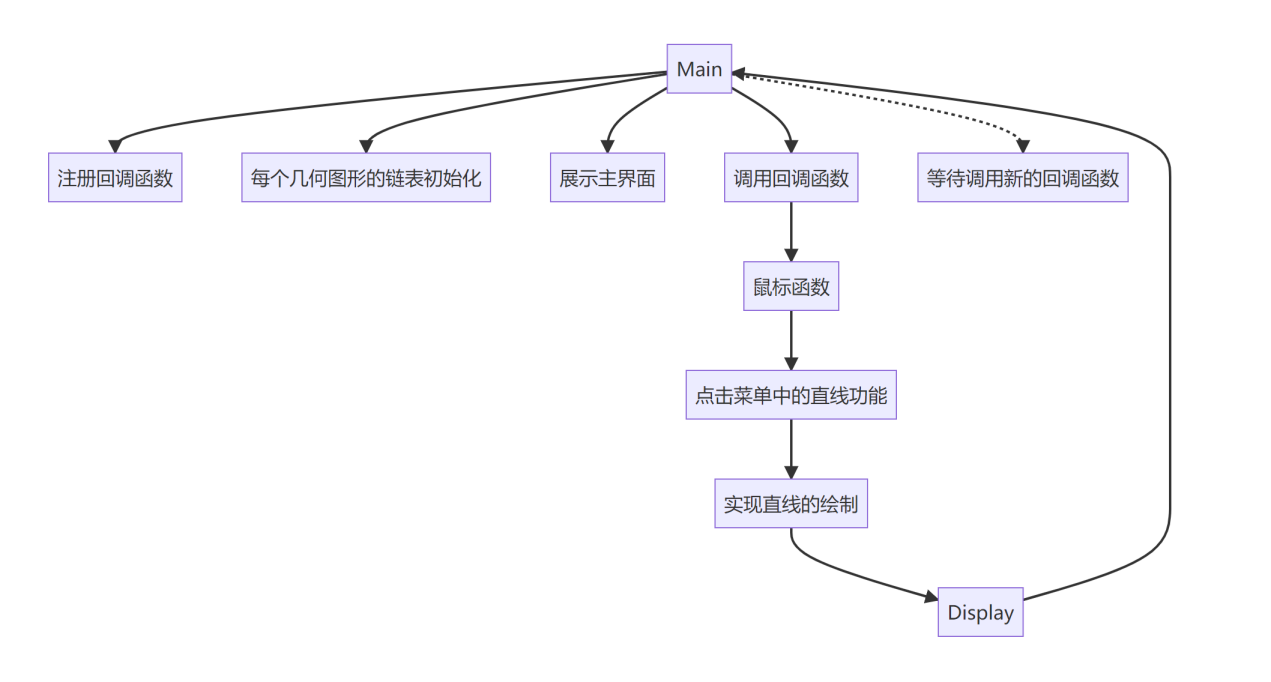 Main
注册回调函数
每个几何图形的链表初始化
展示主界面
调用回调函数
等待调用新的回调函数
鼠标函数
点击菜单中的直线功能
实现直线的绘制
Display